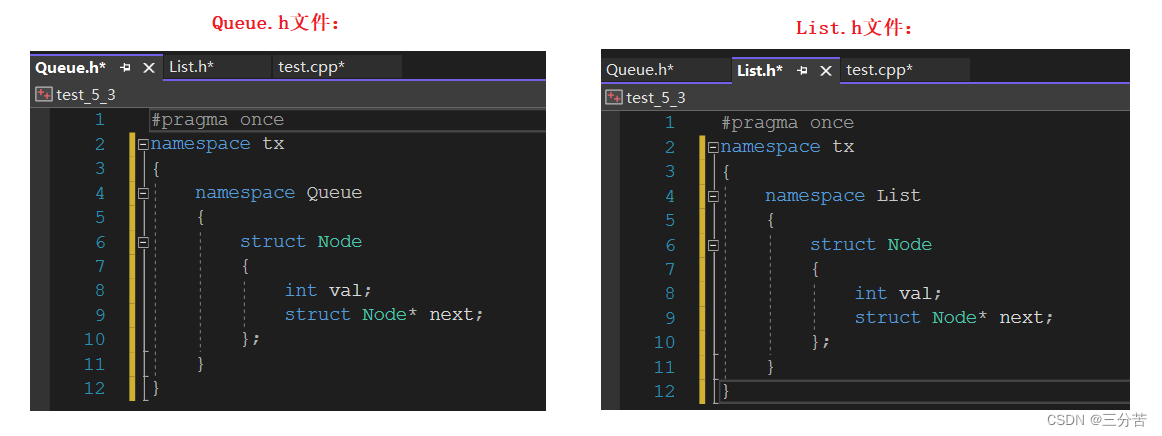 Queue.h文件：
Queue.h* List.h* test.cpp*
test_5_3
1 #pragma once
2 namespace tx
3 {
4 namespace Queue
5 {
6 struct Node
7 {
8 int val;
9 struct Node* next;
10 };
11 }
12 }
List.h文件：
Queue.h* List.h* test.cpp*
test_5_3
1 #pragma once
2 namespace tx
3 {
4 namespace List
5 {
6 struct Node
7 {
8 int val;
9 struct Node* next;
10 };
11 }
12 }
CSDN @三分苦